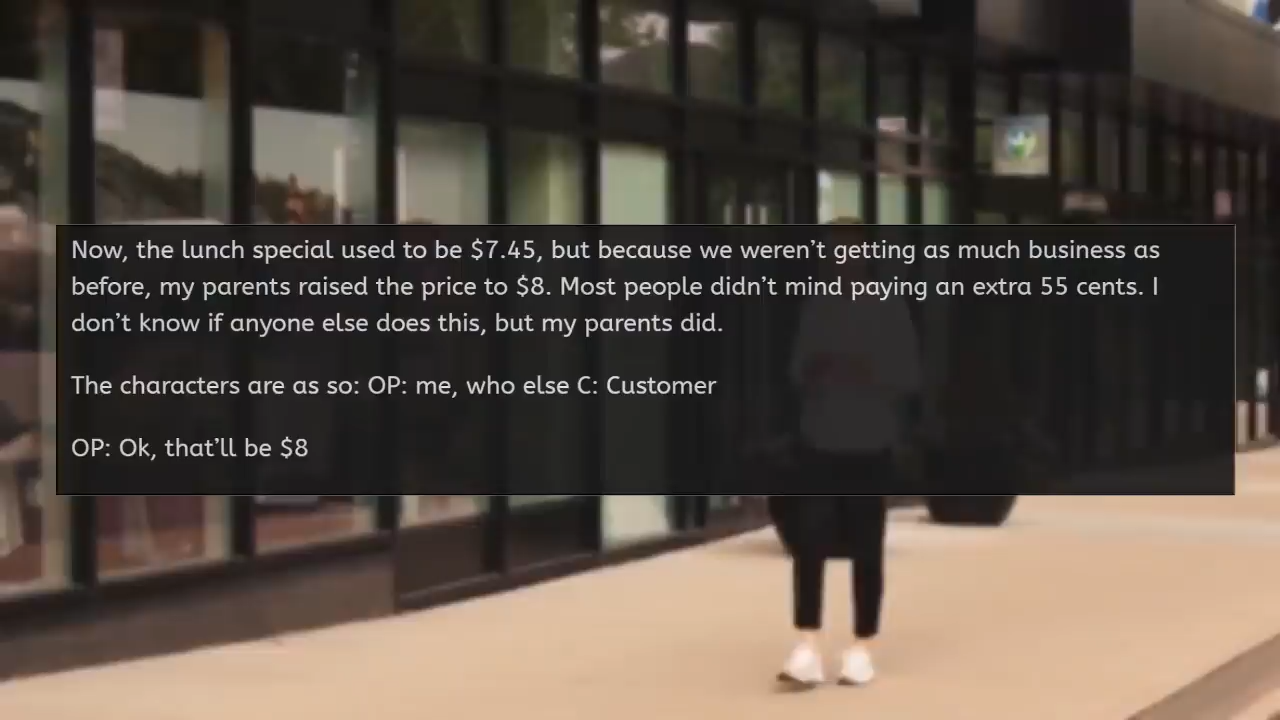 Now, the lunch special used to be $7.45, but because we weren’t getting as much business as
before, my parents raised the price to $8. Most people didn’t mind paying an extra 55 cents. I
don’t know if anyone else does this, but my parents did.
The characters are as so: OP: me, who else C: Customer
OP: Ok, that’ll be $8